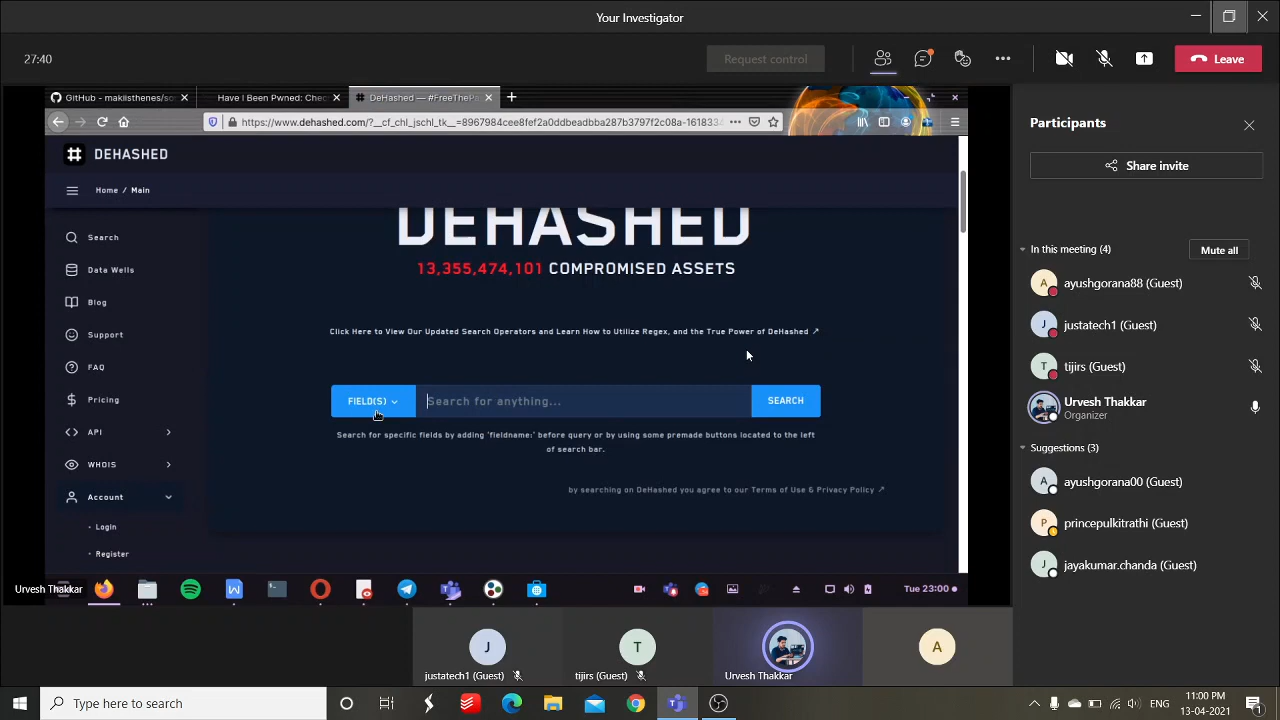 Your Investigator
27:40
Request control
Leave
GitHub - makiisthenes/so
Have I Been Pwned: Chec
DeHashed — #FreeThePa
https://www.dehashed.com/?__cf_chl_jschl_tk__=8967984cee8fef2a0ddbeadbba287b3797f2c08a-1618334
DEHASHED
Home / Main
Search
Data Wells
Blog
Support
FAQ
Pricing
API
WHOIS
Account
Login
Register
DEHASHED
13,355,474,101 COMPROMISED ASSETS
Click Here to View Our Updated Search Operators and Learn How to Utilize Regex, and the True Power of DeHashed
FIELD(S)
Search for anything...
SEARCH
Search for specific fields by adding 'fieldname:' before query or by using some premade buttons located to the left
of search bar.
by searching on DeHashed you agree to our Terms of Use & Privacy Policy
Urvesh Thakkar
Tue 23:00
Participants
Share invite
In this meeting (4)
Mute all
A
ayushgorana88 (Guest)
J
justatech1 (Guest)
T
tijirs (Guest)
Urvesh Thakkar
Organizer
Suggestions (3)
A
ayushgorana00 (Guest)
P
princepulkitrathi (Guest)
J
jayakumar.chanda (Guest)
J
justatech1 (Guest)
T
tijirs (Guest)
Urvesh Thakkar
A
Type here to search
ENG
11:00 PM
13-04-2021
1